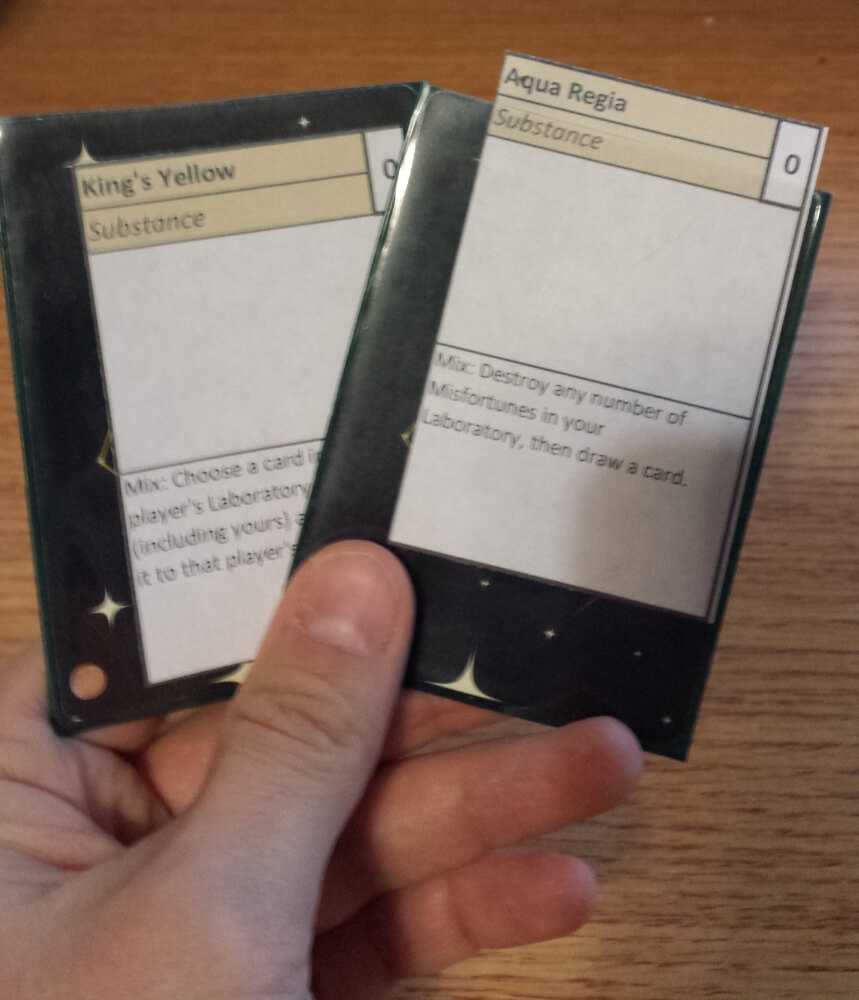 King's Yellow
0
Substance
Mix: Choose a card in
player's Laboratory
(including yours)
it to that player's
Aqua Regia
0
Substance
Mix: Destroy any number of
Misfortunes in your
Laboratory, then draw a card.